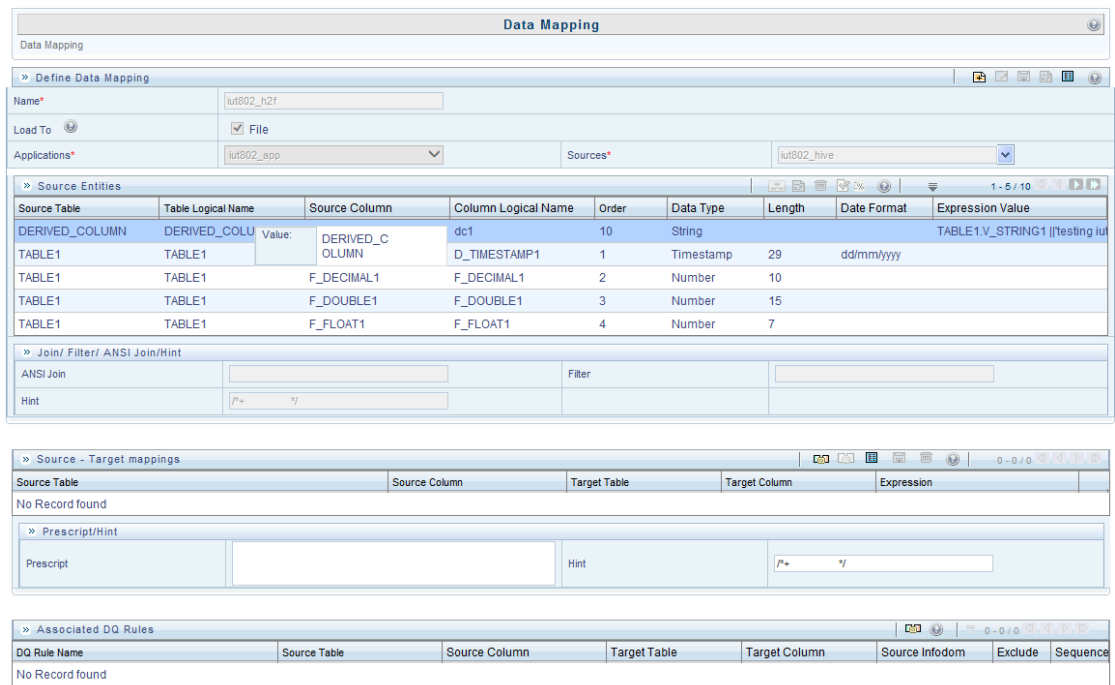 Data Mapping
Data Mapping
» Define Data Mapping
Name* iut802_h2f
Load To File
Applications* iut802_app Sources* iut802_hive
» Source Entities 1 - 5 / 10
Source Table Table Logical Name Source Column Column Logical Name Order Data Type Length Date Format Expression Value
DERIVED_COLUMN DERIVED_COLU Value: DERIVED_C OLUMN dc1 10 String TABLE1.V_STRING1 ||'testing iut
TABLE1 TABLE1 D_TIMESTAMP1 1 Timestamp 29 dd/mm/yyyy
TABLE1 TABLE1 F_DECIMAL1 F_DECIMAL1 2 Number 10
TABLE1 TABLE1 F_DOUBLE1 F_DOUBLE1 3 Number 15
TABLE1 TABLE1 F_FLOAT1 F_FLOAT1 4 Number 7
» Join/ Filter/ ANSI Join/Hint
ANSI Join Filter
Hint /*+ */
» Source - Target mappings 0 - 0 / 0
Source Table Source Column Target Table Target Column Expression
No Record found
» Prescript/Hint
Prescript Hint /*+ */
» Associated DQ Rules 0 - 0 / 0
DQ Rule Name Source Table Source Column Target Table Target Column Source Infodom Exclude Sequence
No Record found